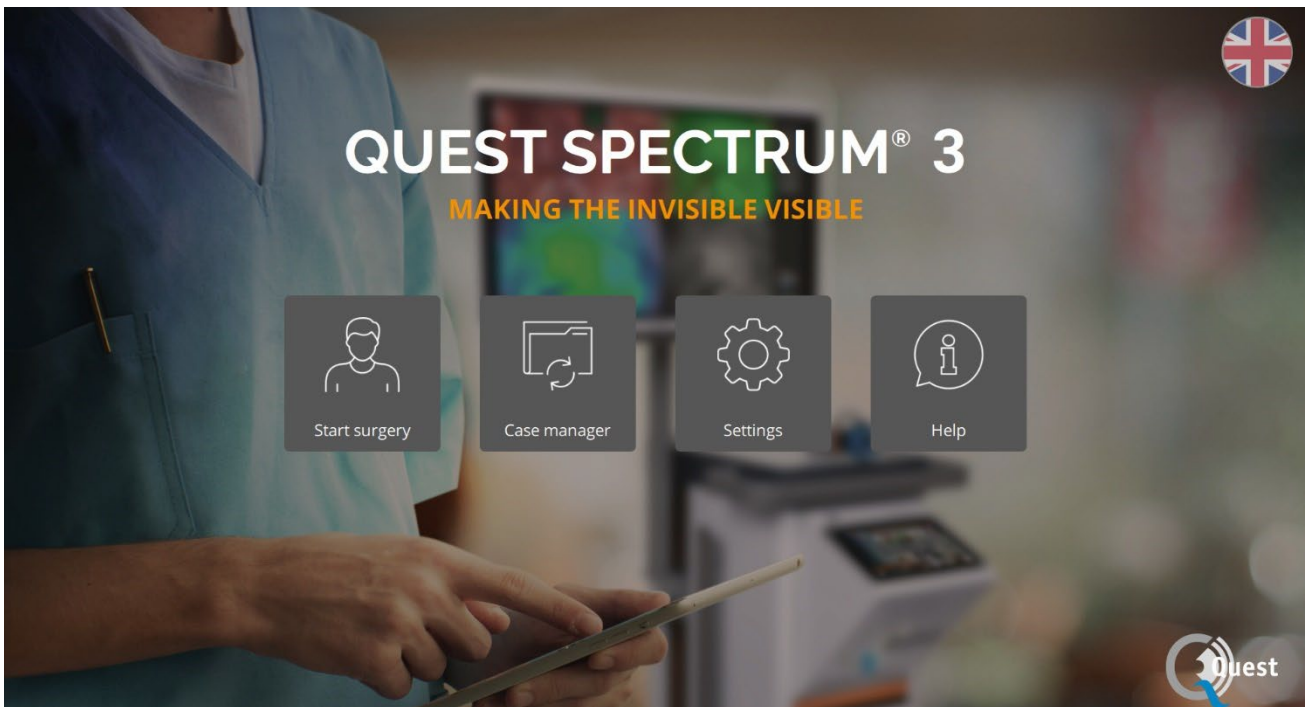 QUEST SPECTRUM® 3
MAKING THE INVISIBLE VISIBLE
Start surgery
Case manager
Settings
Help
Quest